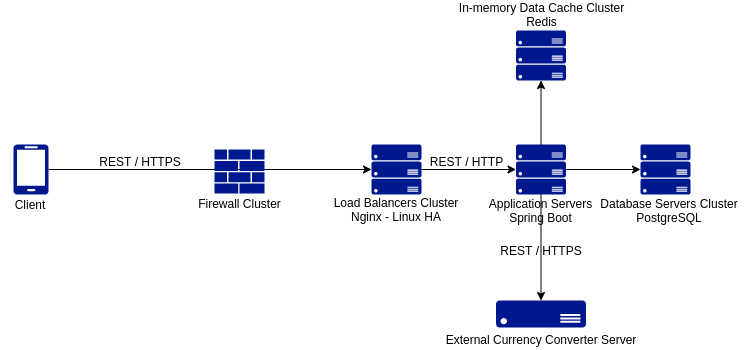 In-memory Data Cache Cluster
Redis
REST / HTTPS
REST / HTTP
Client
Firewall Cluster
Load Balancers Cluster
Nginx - Linux HA
Application Servers
Spring Boot
Database Servers Cluster
PostgreSQL
REST / HTTPS
External Currency Converter Server